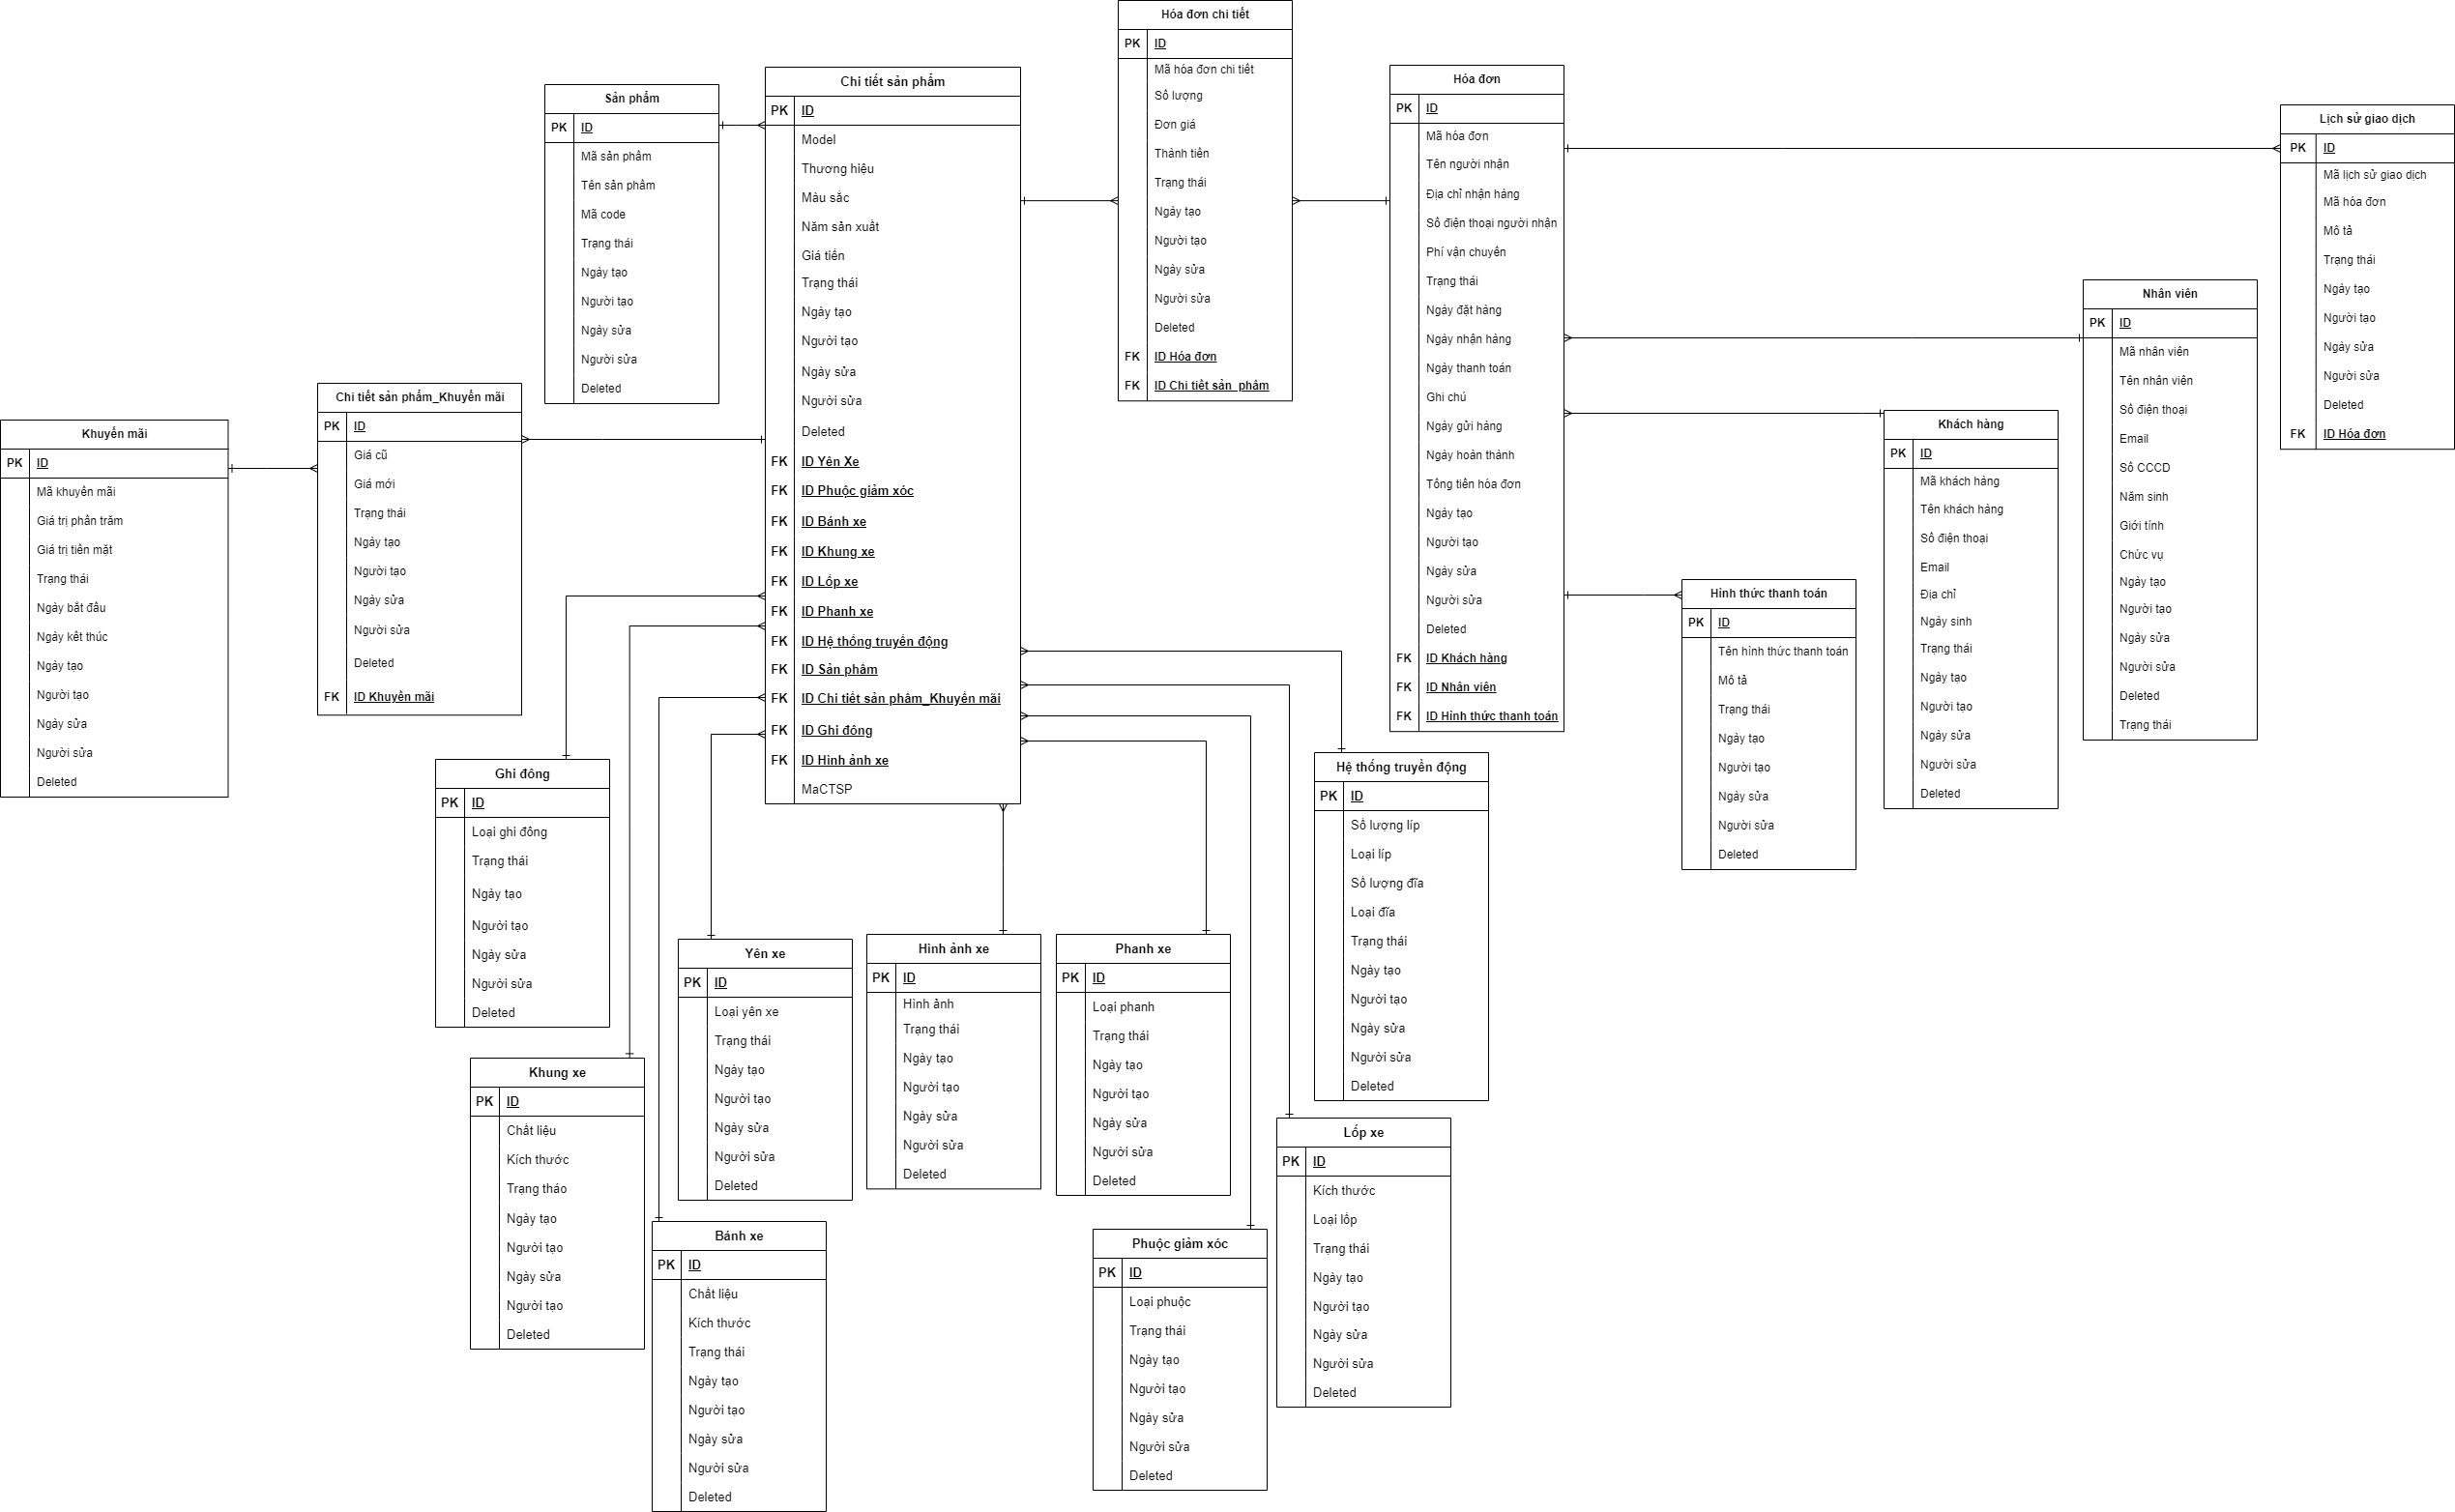 Hóa đơn chi tiết
PK ID
Mã hóa đơn chi tiết
Số lượng
Đơn giá
Thành tiền
Trạng thái
Ngày tạo
Người tạo
Ngày sửa
Người sửa
Deleted
FK ID Hóa đơn
FK ID Chi tiết sản_phẩm
Chi tiết sản phẩm
PK ID
Model
Thương hiệu
Màu sắc
Năm sản xuất
Giá tiền
Trạng thái
Ngày tạo
Người tạo
Ngày sửa
Người sửa
Deleted
FK ID Yên Xe
FK ID Phuộc giảm xóc
FK ID Bánh xe
FK ID Khung xe
FK ID Lốp xe
FK ID Phanh xe
FK ID Hệ thống truyền động
FK ID Sản phẩm
FK ID Chi tiết sản phẩm_Khuyến mãi
FK ID Ghi đông
FK ID Hình ảnh xe
MaCTSP
Hóa đơn
PK ID
Mã hóa đơn
Tên người nhận
Địa chỉ nhận hàng
Số điện thoại người nhận
Phí vận chuyển
Trạng thái
Ngày đặt hàng
Ngày nhận hàng
Ngày thanh toán
Ghi chú
Ngày gửi hàng
Ngày hoàn thành
Tổng tiền hóa đơn
Ngày tạo
Người tạo
Ngày sửa
Người sửa
Deleted
FK ID Khách hàng
FK ID Nhân viên
FK ID Hình thức thanh toán
Sản phẩm
PK ID
Mã sản phẩm
Tên sản phẩm
Mã code
Trạng thái
Ngày tạo
Người tạo
Ngày sửa
Người sửa
Deleted
Lịch sử giao dịch
PK ID
Mã lịch sử giao dịch
Mã hóa đơn
Mô tả
Trạng thái
Ngày tạo
Người tạo
Ngày sửa
Người sửa
Deleted
FK ID Hóa đơn
Nhân viên
PK ID
Mã nhân viên
Tên nhân viên
Số điện thoại
Email
Số CCCD
Năm sinh
Giới tính
Chức vụ
Ngày tạo
Người tạo
Ngày sửa
Người sửa
Deleted
Trạng thái
Chi tiết sản phẩm_Khuyến mãi
PK ID
Giá cũ
Giá mới
Trạng thái
Ngày tạo
Người tạo
Ngày sửa
Người sửa
Deleted
FK ID Khuyến mãi
Khuyến mãi
PK ID
Mã khuyến mãi
Giá trị phần trăm
Giá trị tiền mặt
Trạng thái
Ngày bắt đầu
Ngày kết thúc
Ngày tạo
Người tạo
Ngày sửa
Người sửa
Deleted
Khách hàng
PK ID
Mã khách hàng
Tên khách hàng
Số điện thoại
Email
Địa chỉ
Ngày sinh
Trạng thái
Ngày tạo
Người tạo
Ngày sửa
Người sửa
Deleted
Hình thức thanh toán
PK ID
Tên hình thức thanh toán
Mô tả
Trạng thái
Ngày tạo
Người tạo
Ngày sửa
Người sửa
Deleted
Ghi đông
PK ID
Loại ghi đông
Trạng thái
Ngày tạo
Người tạo
Ngày sửa
Người sửa
Deleted
Hệ thống truyền động
PK ID
Số lượng líp
Loại líp
Số lượng đĩa
Loại đĩa
Trạng thái
Ngày tạo
Người tạo
Ngày sửa
Người sửa
Deleted
Yên xe
PK ID
Loại yên xe
Trạng thái
Ngày tạo
Người tạo
Ngày sửa
Người sửa
Deleted
Hình ảnh xe
PK ID
Hình ảnh
Trạng thái
Ngày tạo
Người tạo
Ngày sửa
Người sửa
Deleted
Phanh xe
PK ID
Loại phanh
Trạng thái
Ngày tạo
Người tạo
Ngày sửa
Người sửa
Deleted
Khung xe
PK ID
Chất liệu
Kích thước
Trạng tháo
Ngày tạo
Người tạo
Ngày sửa
Người tạo
Deleted
Lốp xe
PK ID
Kích thước
Loại lốp
Trạng thái
Ngày tạo
Người tạo
Ngày sửa
Người sửa
Deleted
Bánh xe
PK ID
Chất liệu
Kích thước
Trạng thái
Ngày tạo
Người tạo
Ngày sửa
Người sửa
Deleted
Phuộc giảm xóc
PK ID
Loại phuộc
Trạng thái
Ngày tạo
Người tạo
Ngày sửa
Người sửa
Deleted